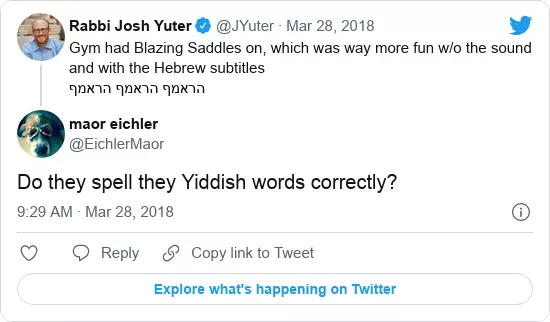 Rabbi Josh Yuter @JYuter · Mar 28, 2018
Gym had Blazing Saddles on, which was way more fun w/o the sound
and with the Hebrew subtitles
הראמף הראמף הראמף
maor eichler
@EichlerMaor
Do they spell they Yiddish words correctly?
9:29 AM · Mar 28, 2018
Reply Copy link to Tweet
Explore what's happening on Twitter